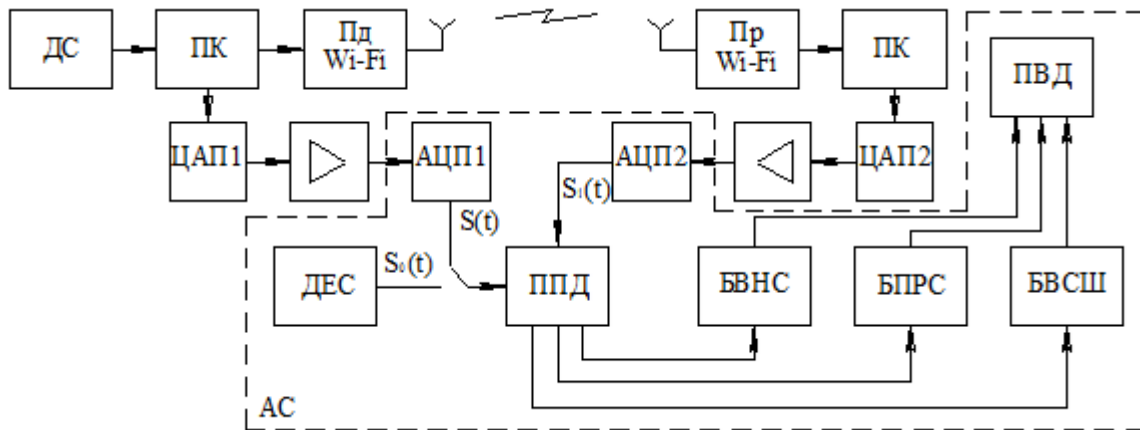 ДС
ПК
Пд
Wi-Fi
Пр
Wi-Fi
ПК
ПВД
ЦАП1
АЦП1
АЦП2
ЦАП2
S(t)
S₁(t)
ДЕС
S₀(t)
ППД
БВНС
БПРС
БВСШ
АС